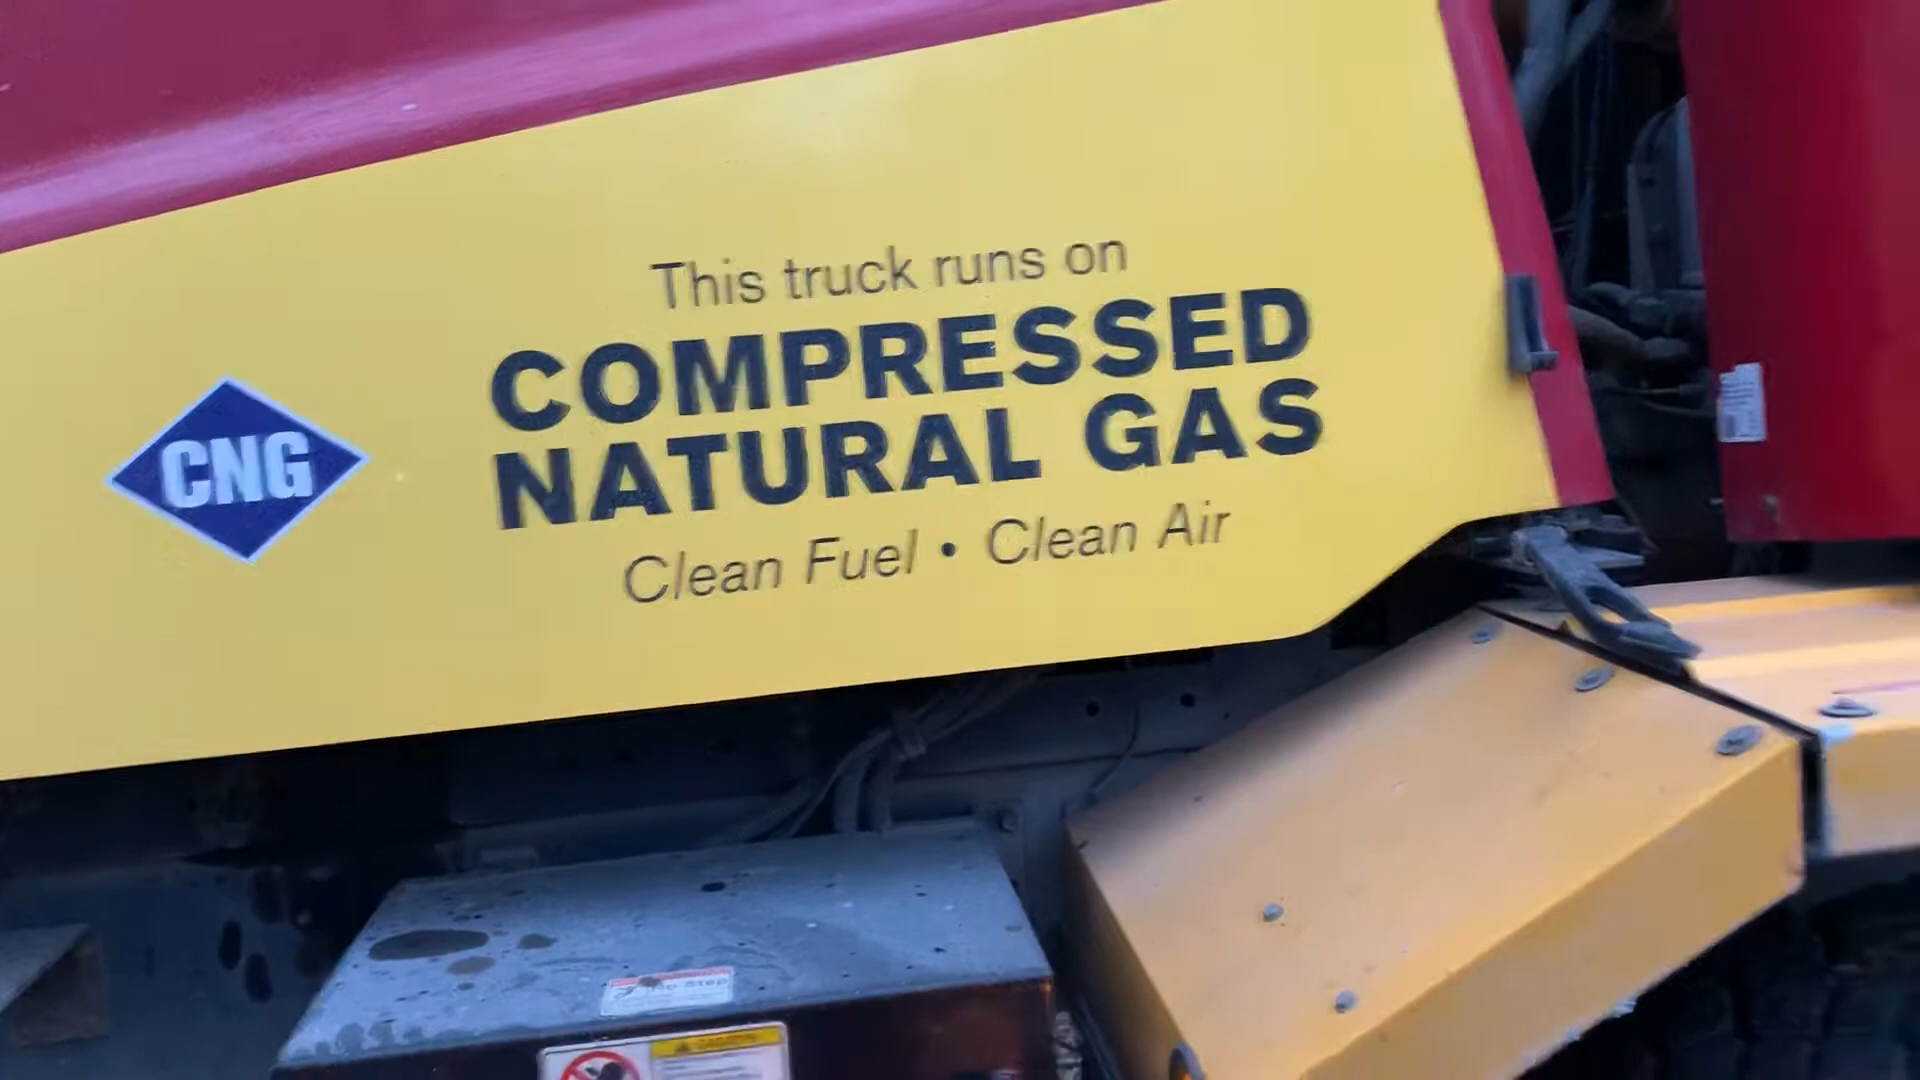 This truck runs on
COMPRESSED
NATURAL GAS
Clean Fuel • Clean Air
CNG